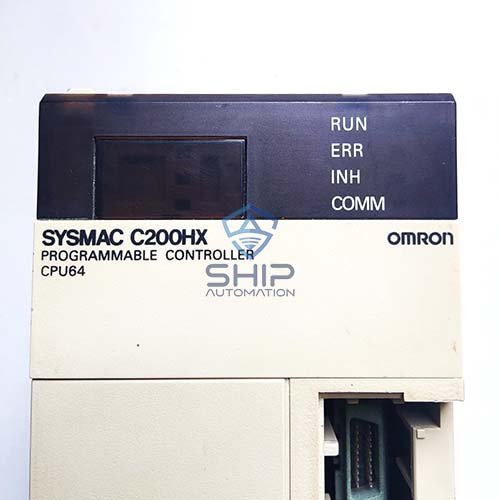 RUN
ERR
INH
COMM
SYSMAC C200HX
OMRON
PROGRAMMABLE CONTROLLER
CPU64
SHIP
AUTOMATION